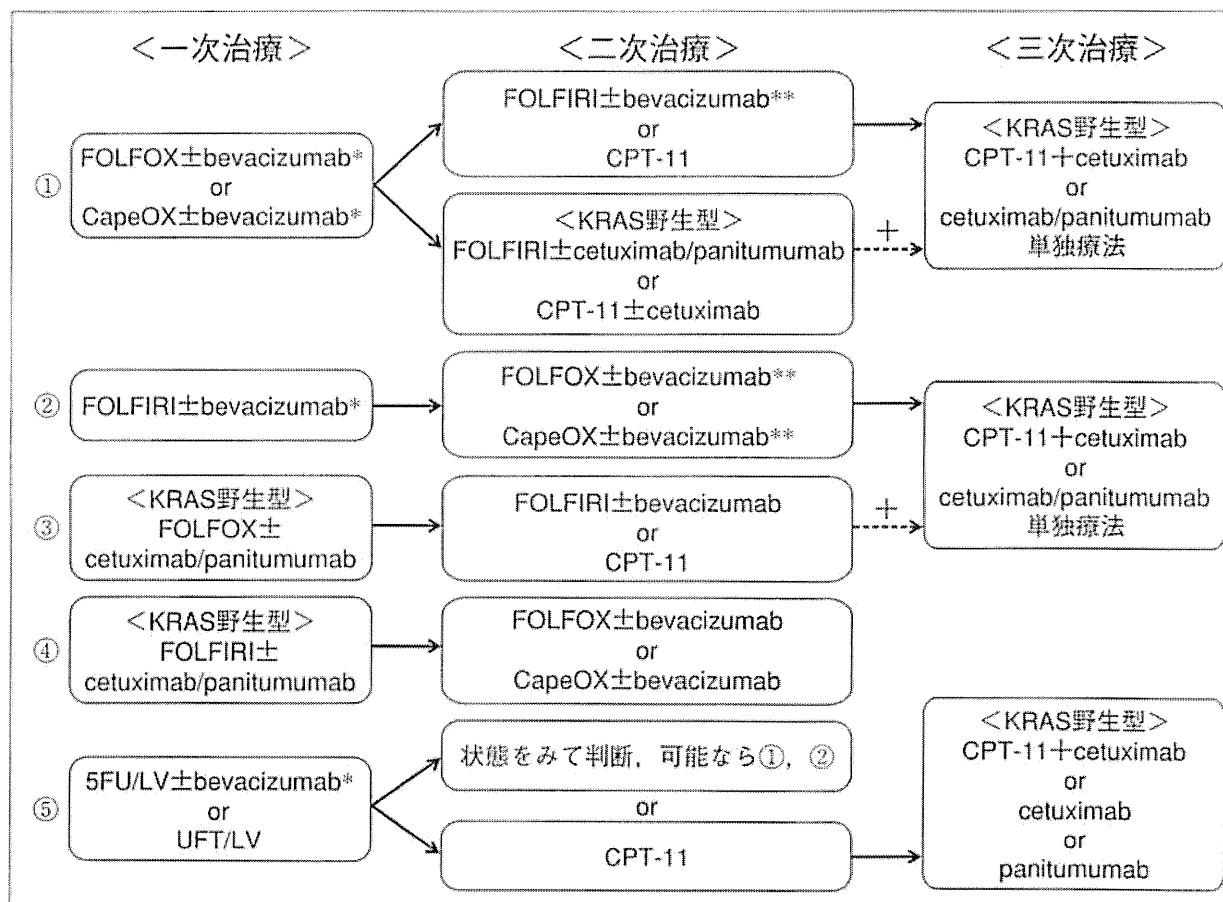 <一次治療>
<二次治療>
<三次治療>
①
FOLFOX±bevacizumab*
or
CapeOX±bevacizumab*
FOLFIRI±bevacizumab**
or
CPT-11
<KRAS野生型>
FOLFIRI±cetuximab/panitumumab
or
CPT-11±cetuximab
+
<KRAS野生型>
CPT-11+cetuximab
or
cetuximab/panitumumab
単独療法
②
FOLFIRI±bevacizumab*
FOLFOX±bevacizumab**
or
CapeOX±bevacizumab**
③
<KRAS野生型>
FOLFOX±
cetuximab/panitumumab
FOLFIRI±bevacizumab
or
CPT-11
+
<KRAS野生型>
CPT-11+cetuximab
or
cetuximab/panitumumab
単独療法
④
<KRAS野生型>
FOLFIRI±
cetuximab/panitumumab
FOLFOX±bevacizumab
or
CapeOX±bevacizumab
⑤
5FU/LV±bevacizumab*
or
UFT/LV
状態をみて判断，可能なら①，②
or
CPT-11
<KRAS野生型>
CPT-11+cetuximab
or
cetuximab
or
panitumumab